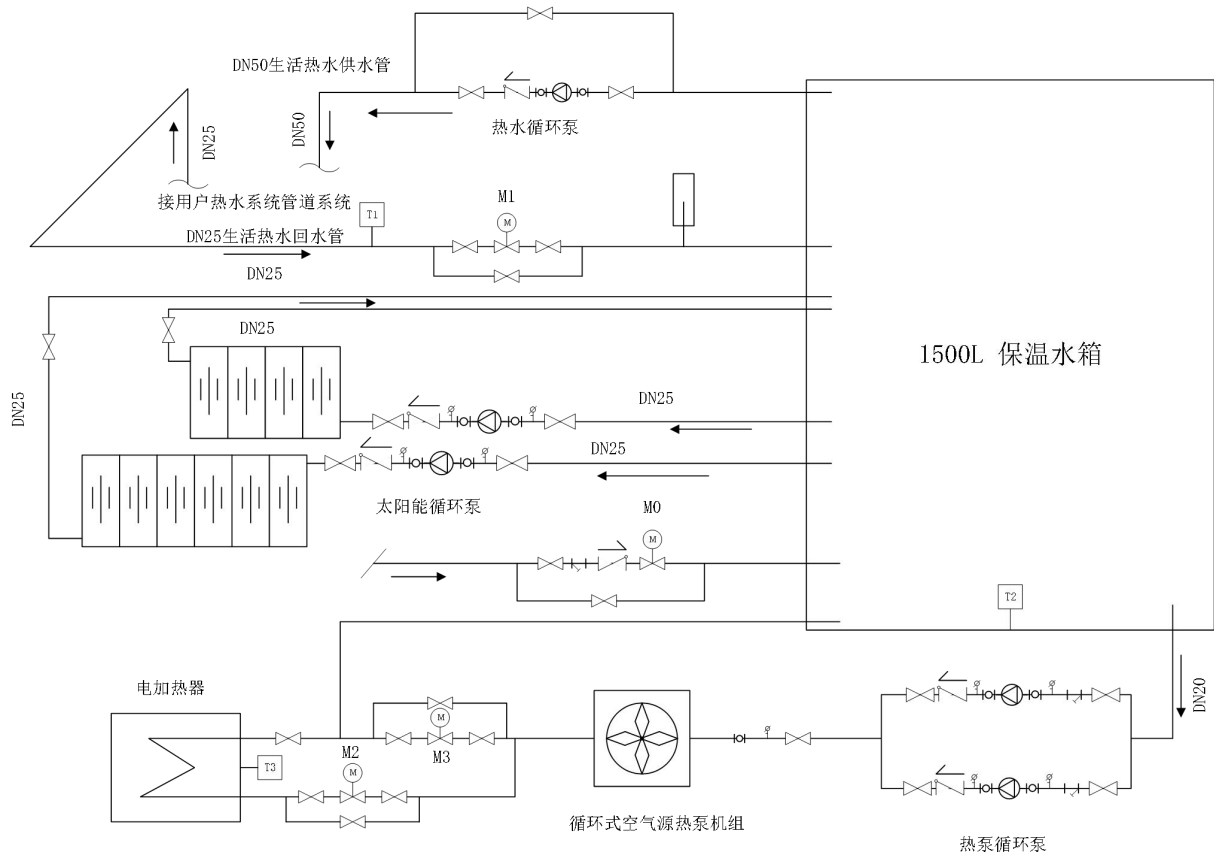 DN50生活热水供水管
DN50
DN25
热水循环泵
接用户热水系统管道系统
M1
M
T1
DN25生活热水回水管
DN25
DN25
1500L 保温水箱
DN25
DN25
DN25
太阳能循环泵
M0
M
T2
电加热器
DN20
M
M2
M3
T3
M
循环式空气源热泵机组
热泵循环泵